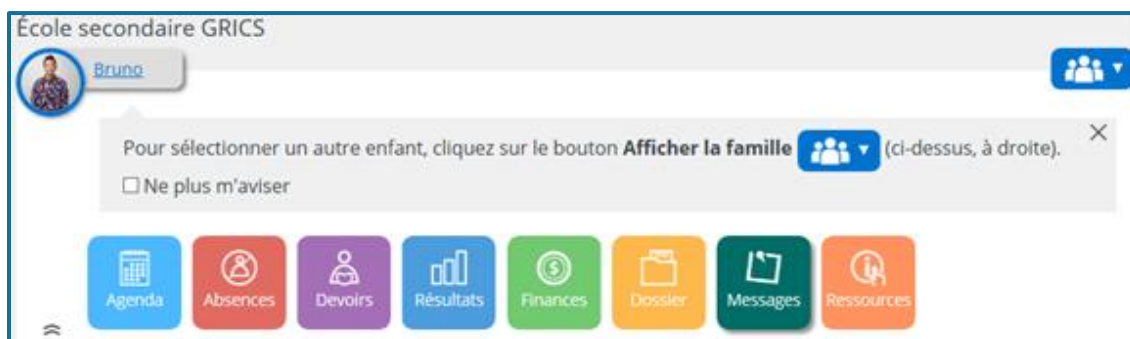 École secondaire GRICS
Bruno
Pour sélectionner un autre enfant, cliquez sur le bouton Afficher la famille (ci-dessus, à droite).
Ne plus m'aviser
Agenda Absences Devoirs Résultats Finances Dossier Messages Ressources